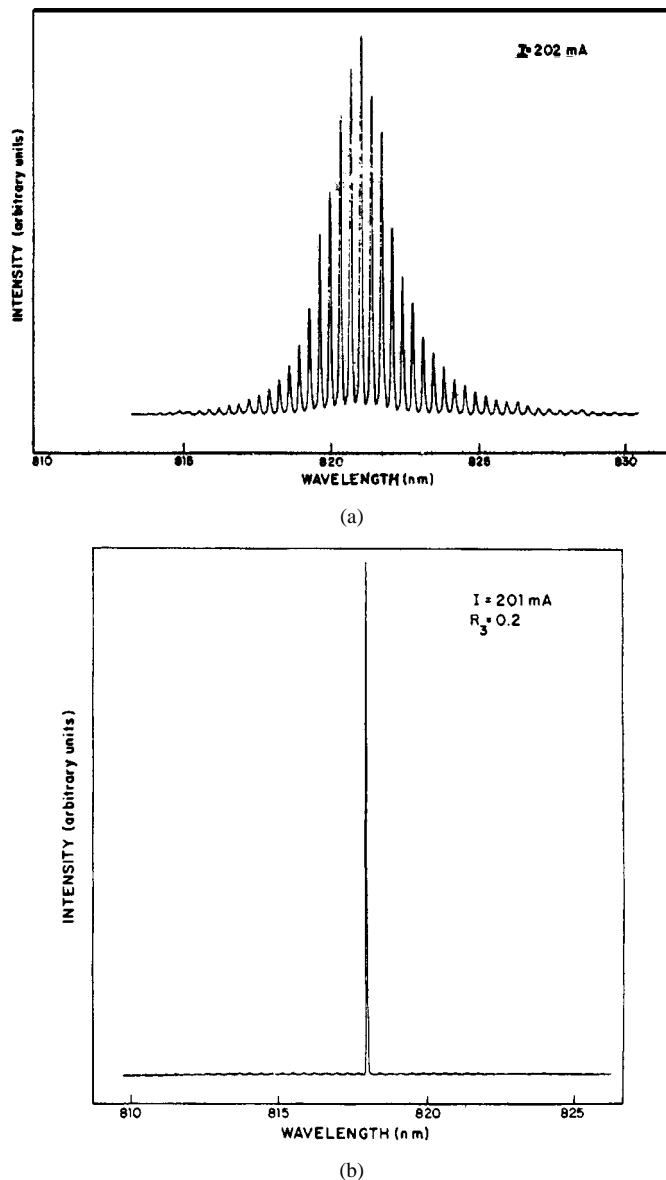 I=202 mA
INTENSITY (arbitrary units)
810 815 820 825 830
WAVELENGTH (nm)
(a)
I = 201 mA
R3=0.2
INTENSITY (arbitrary units)
810 815 820 825
WAVELENGTH (nm)
(b)